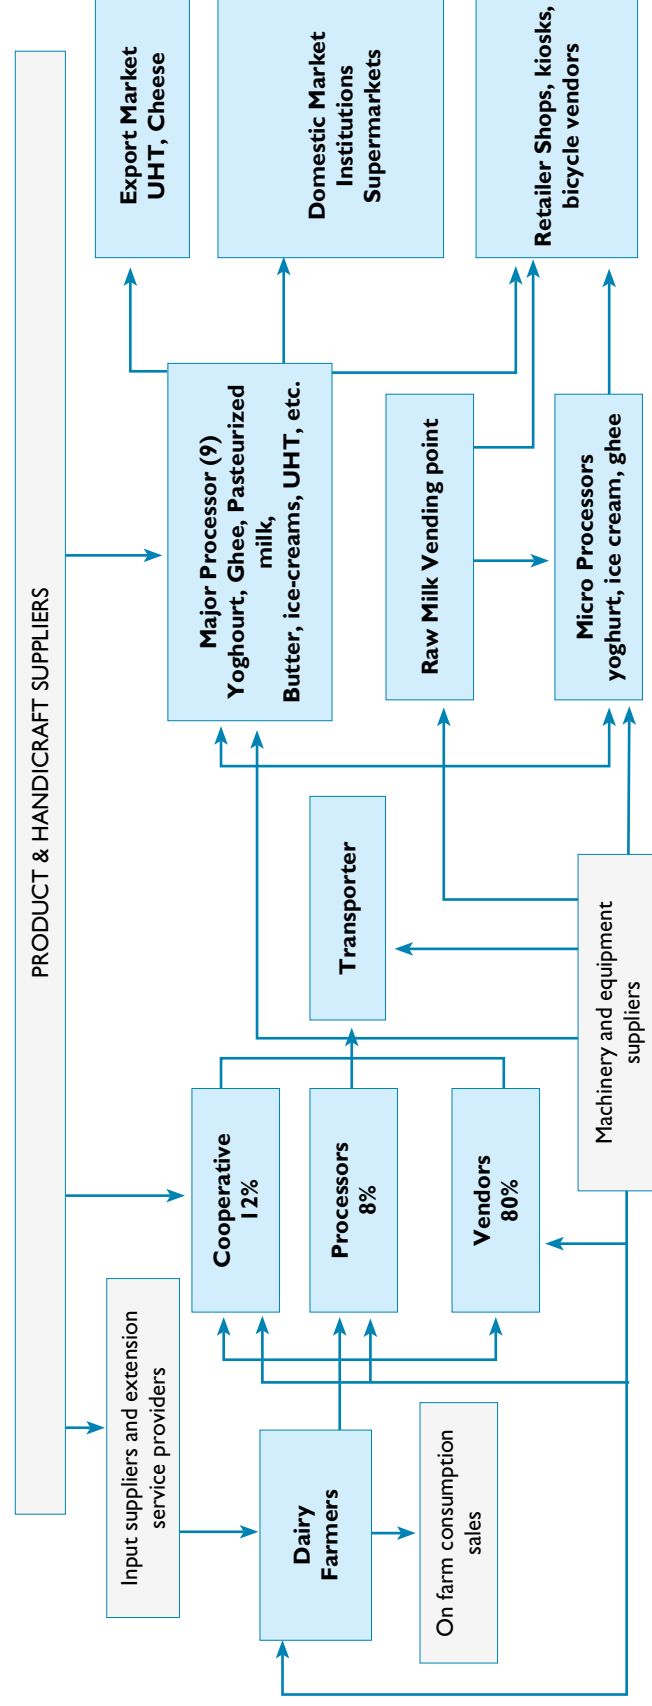 PRODUCT & HANDICRAFT SUPPLIERS
Input suppliers and extension
service providers
Dairy
Farmers
On farm consumption
sales
Cooperative
12%
Processors
8%
Vendors
80%
Transporter
Machinery and equipment
suppliers
Major Processor (9)
Yoghourt, Ghee, Pasteurized
milk,
Butter, ice-creams, UHT, etc.
Raw Milk Vending point
Micro Processors
yoghurt, ice cream, ghee
Export Market
UHT, Cheese
Domestic Market
Institutions
Supermarkets
Retailer Shops, kiosks,
bicycle vendors